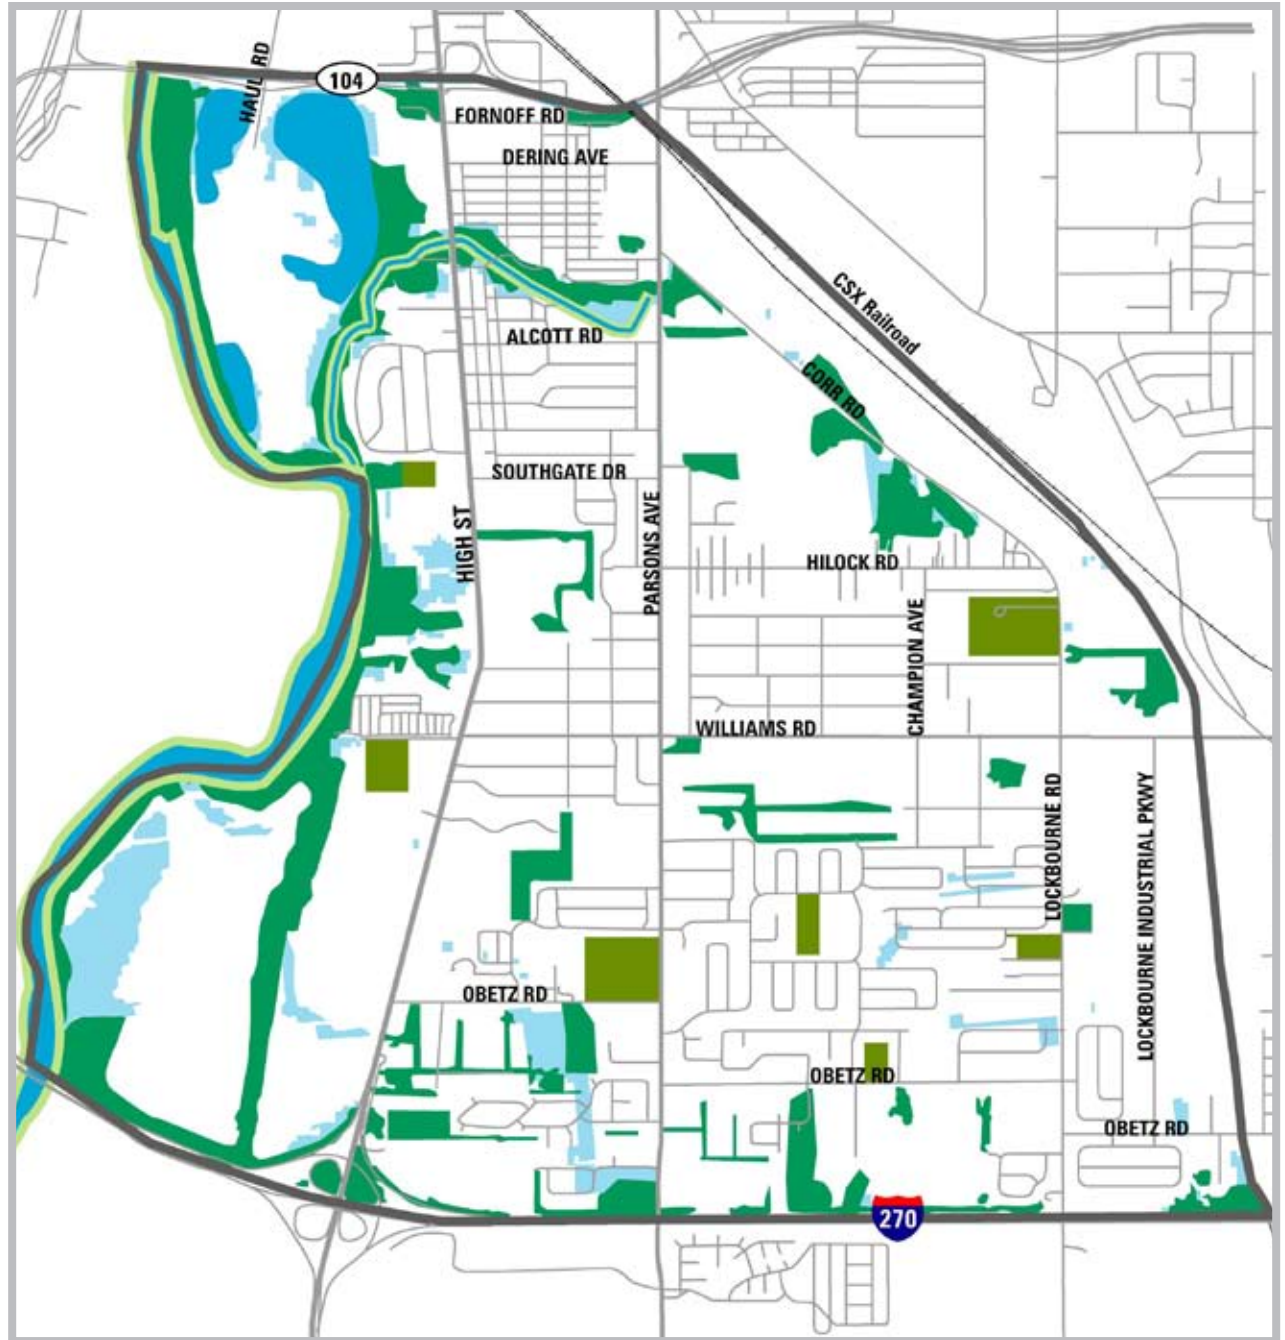 HAUL RD
104
FORNOFF RD
DERING AVE
CSX Railroad
ALCOTT RD
CORR RD
SOUTHGATE DR
HIGH ST
PARSONS AVE
HILOCK RD
CHAMPION AVE
WILLIAMS RD
LOCKBOURNE RD
LOCKBOURNE INDUSTRIAL PKWY
OBETZ RD
OBETZ RD
OBETZ RD
270